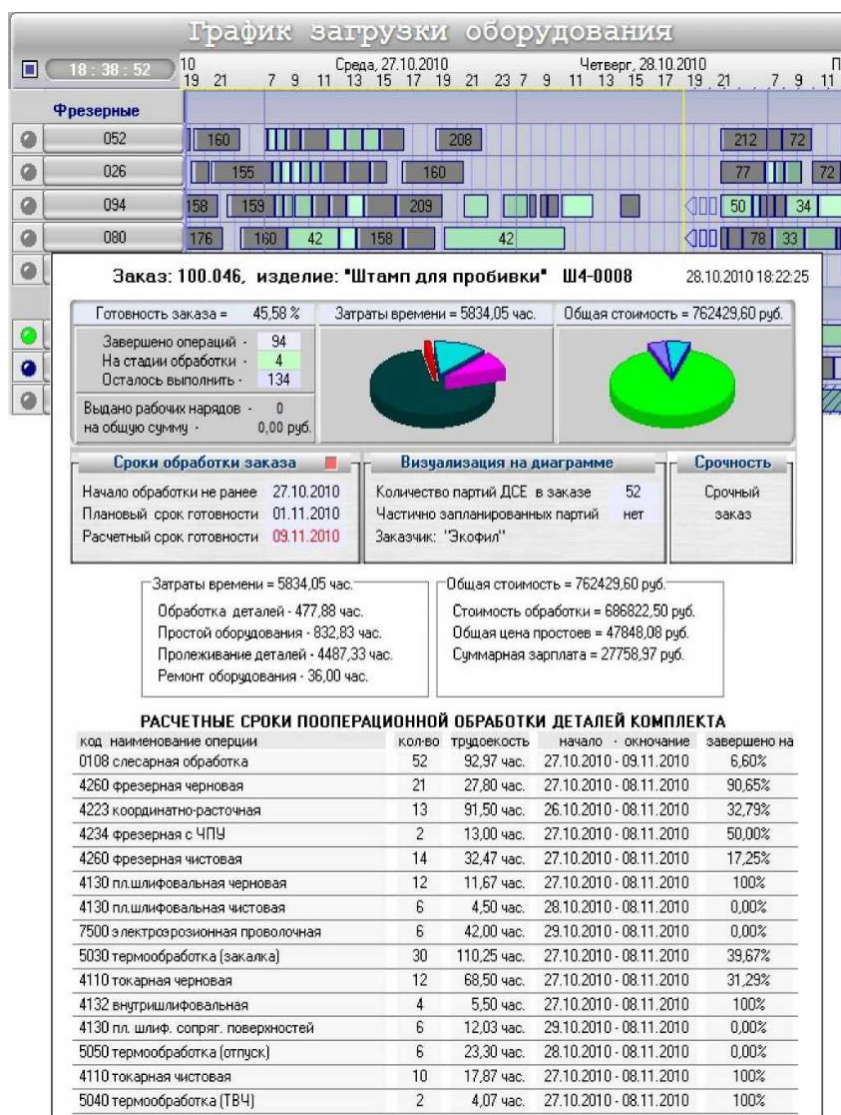 График загрузки оборудования
18 : 38 : 52 10 Среда, 27.10.2010 Четверг, 28.10.2010 П
19 21 7 9 11 13 15 17 19 21 23 7 9 11 13 15 17 19 21 7 9 11
Фрезерные
052 160 208 212 72
026 155 160 77 72
094 158 159 209 50 34
080 176 160 42 158 42 78 33
Заказ: 100.046, изделие: "Штамп для пробивки" Ш4-0008 28.10.2010 18:22:25
Готовность заказа = 45,58 % Затраты времени = 5834,05 час. Общая стоимость = 762429,60 руб.
Завершено операций - 94
На стадии обработки - 4
Осталось выполнить - 134
Выдано рабочих нарядов - 0
на общую сумму - 0,00 руб.
Сроки обработки заказа Визуализация на диаграмме Срочность
Начало обработки не ранее 27.10.2010 Количество партий ДСЕ в заказе 52 Срочный
Плановый срок готовности 01.11.2010 Частично запланированных партий нет заказ
Расчетный срок готовности 09.11.2010 Заказчик: "Экофил"
Затраты времени = 5834,05 час. Общая стоимость = 762429,60 руб.
Обработка деталей - 477,88 час. Стоимость обработки = 686822,50 руб.
Простой оборудования - 832,83 час. Общая цена простоев = 47848,08 руб.
Пролеживание деталей - 4487,33 час. Суммарная зарплата = 27758,97 руб.
Ремонт оборудования - 36,00 час.
РАСЧЕТНЫЕ СРОКИ ПООПЕРАЦИОННОЙ ОБРАБОТКИ ДЕТАЛЕЙ КОМПЛЕКТА
код наименование оперции кол-во трудоекость начало - окночание завершено на
0108 слесарная обработка 52 92,97 час. 27.10.2010 - 09.11.2010 6,60%
4260 фрезерная черновая 21 27,80 час. 27.10.2010 - 08.11.2010 90,65%
4223 координатно-расточная 13 91,50 час. 26.10.2010 - 08.11.2010 32,79%
4234 фрезерная с ЧПУ 2 13,00 час. 27.10.2010 - 08.11.2010 50,00%
4260 фрезерная чистовая 14 32,47 час. 27.10.2010 - 08.11.2010 17,25%
4130 пл.шлифовальная черновая 12 11,67 час. 27.10.2010 - 08.11.2010 100%
4130 пл.шлифовальная чистовая 6 4,50 час. 28.10.2010 - 08.11.2010 0,00%
7500 электроэрозионная проволочная 6 42,00 час. 29.10.2010 - 08.11.2010 0,00%
5030 термообработка (закалка) 30 110,25 час. 27.10.2010 - 08.11.2010 39,67%
4110 токарная черновая 12 68,50 час. 27.10.2010 - 08.11.2010 31,29%
4132 внутришлифовальная 4 5,50 час. 27.10.2010 - 08.11.2010 100%
4130 пл. шлиф. сопряг. поверхностей 6 12,03 час. 29.10.2010 - 08.11.2010 0,00%
5050 термообработка (отпуск) 6 23,30 час. 28.10.2010 - 08.11.2010 0,00%
4110 токарная чистовая 10 17,87 час. 27.10.2010 - 08.11.2010 100%
5040 термообработка (ТВЧ) 2 4,07 час. 27.10.2010 - 08.11.2010 100%